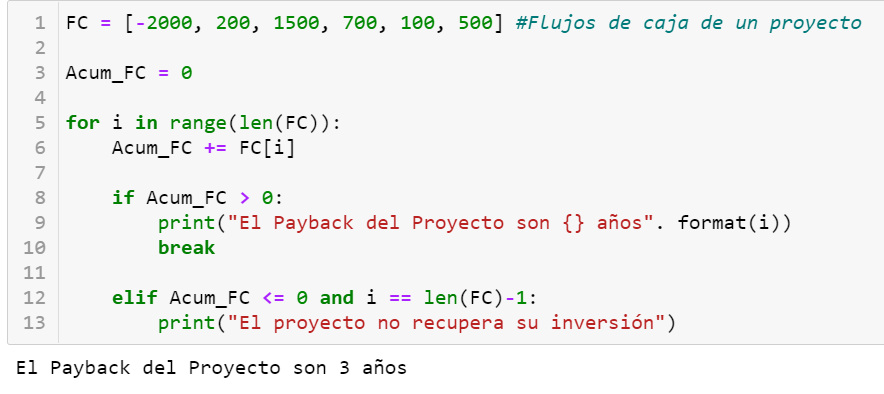 1 FC = [-2000, 200, 1500, 700, 100, 500] #Flujos de caja de un proyecto
2
3 Acum_FC = 0
4
5 for i in range(len(FC)):
6     Acum_FC += FC[i]
7
8     if Acum_FC > 0:
9         print("El Payback del Proyecto son {} años". format(i))
10         break
11
12     elif Acum_FC <= 0 and i == len(FC)-1:
13         print("El proyecto no recupera su inversión")
El Payback del Proyecto son 3 años